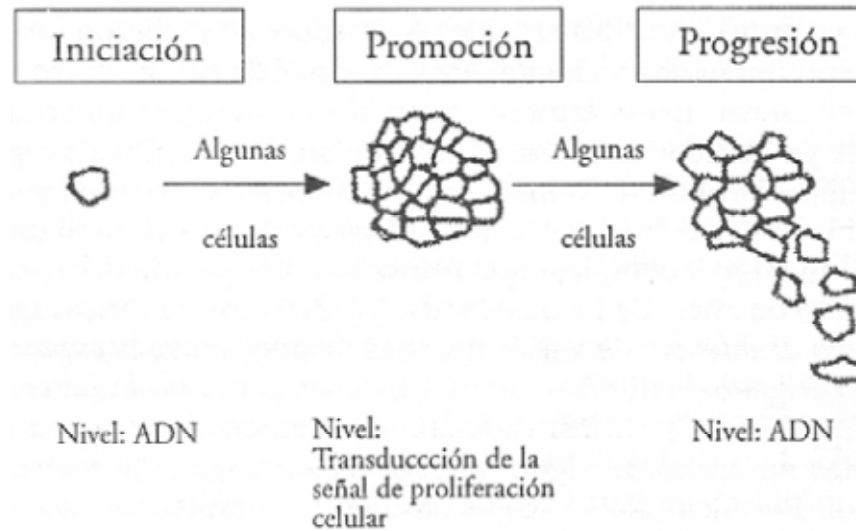 Iniciación
Promoción
Progresión
Algunas
células
Algunas
células
Nivel: ADN
Nivel:
Transduccción de la
señal de proliferación
celular
Nivel: ADN